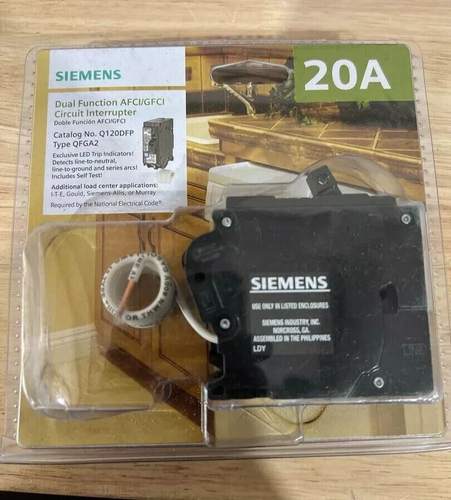 SIEMENS
20A
Dual Function AFCI/GFCI
Circuit Interrupter
Doble Función AFCI/GFCI
Catalog No. Q120DFP
Type QFGA2
Exclusive LED Trip Indicators!
Detects line-to-neutral,
line-to-ground and series arcs!
Includes Self Test!
Additional load center applications:
I-T-E, Gould, Siemens-Allis, or Murray
Required by the National Electrical Code®
SIEMENS
USE ONLY IN LISTED ENCLOSURES
SIEMENS INDUSTRY, INC.
NORCROSS, GA.
ASSEMBLED IN THE PHILIPPINES
LDY